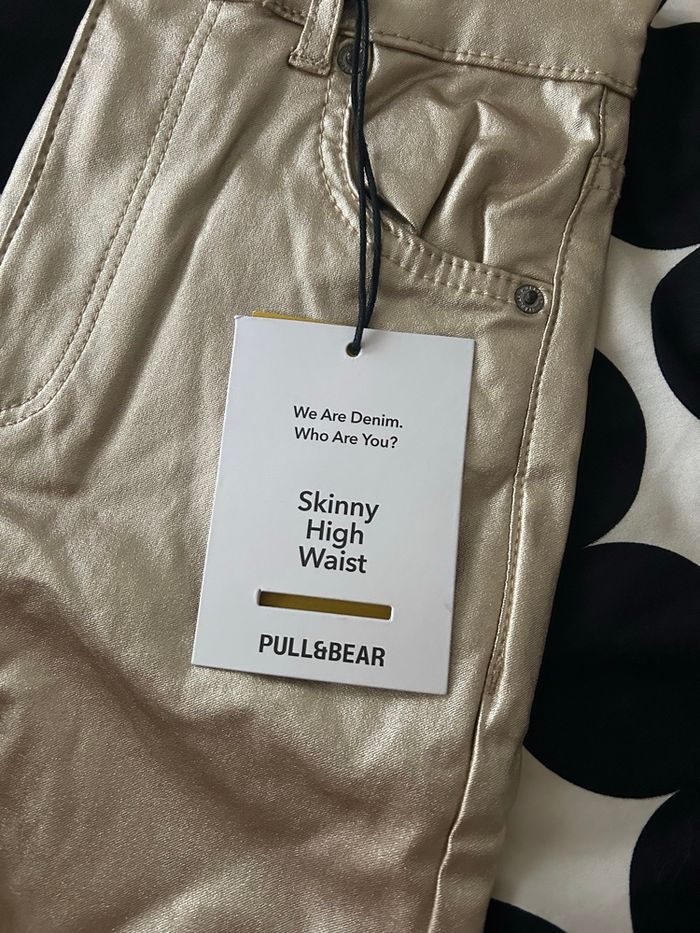 We Are Denim.
Who Are You?
Skinny
High
Waist
PULL&BEAR